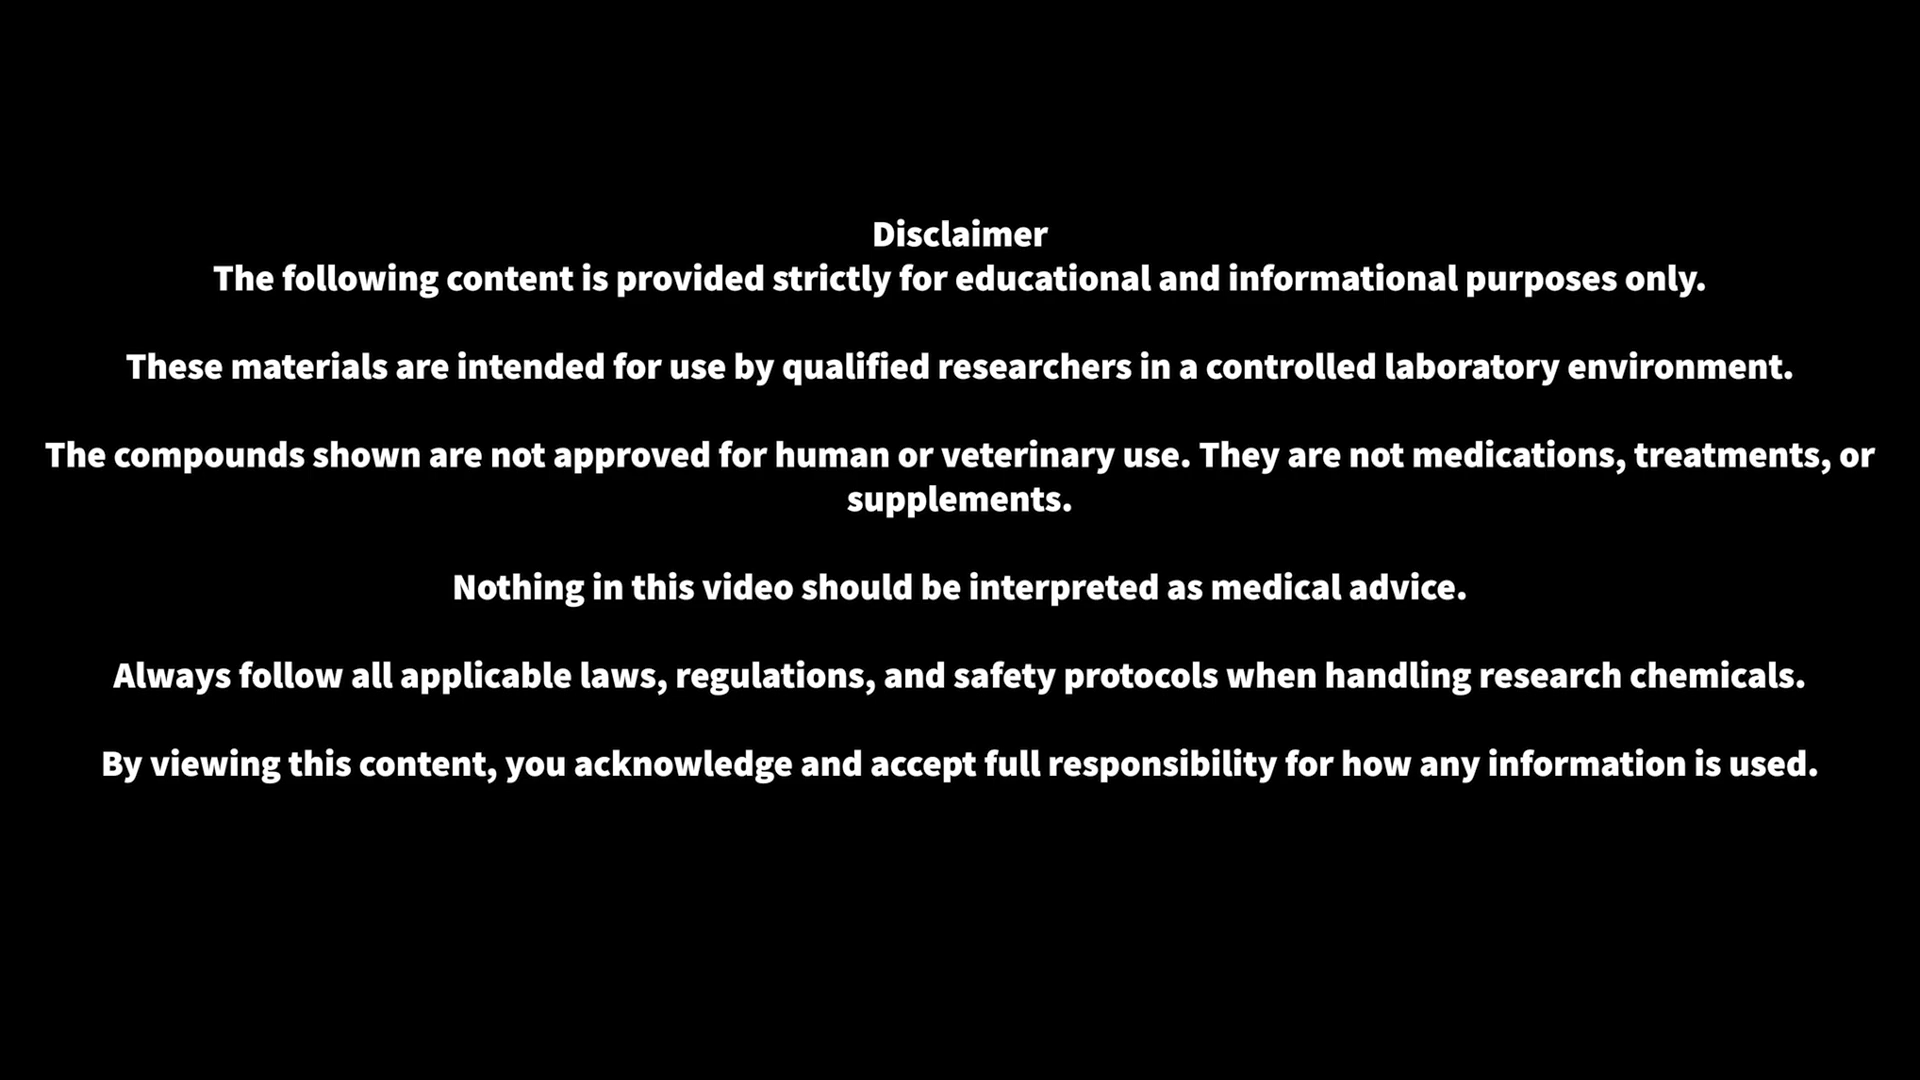 Disclaimer
The following content is provided strictly for educational and informational purposes only.
These materials are intended for use by qualified researchers in a controlled laboratory environment.
The compounds shown are not approved for human or veterinary use. They are not medications, treatments, or
supplements.
Nothing in this video should be interpreted as medical advice.
Always follow all applicable laws, regulations, and safety protocols when handling research chemicals.
By viewing this content, you acknowledge and accept full responsibility for how any information is used.